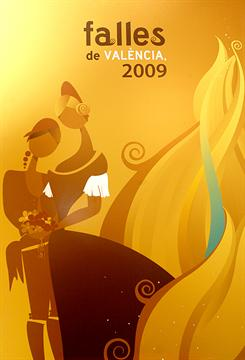 falles
de VALÈNCIA,
2009